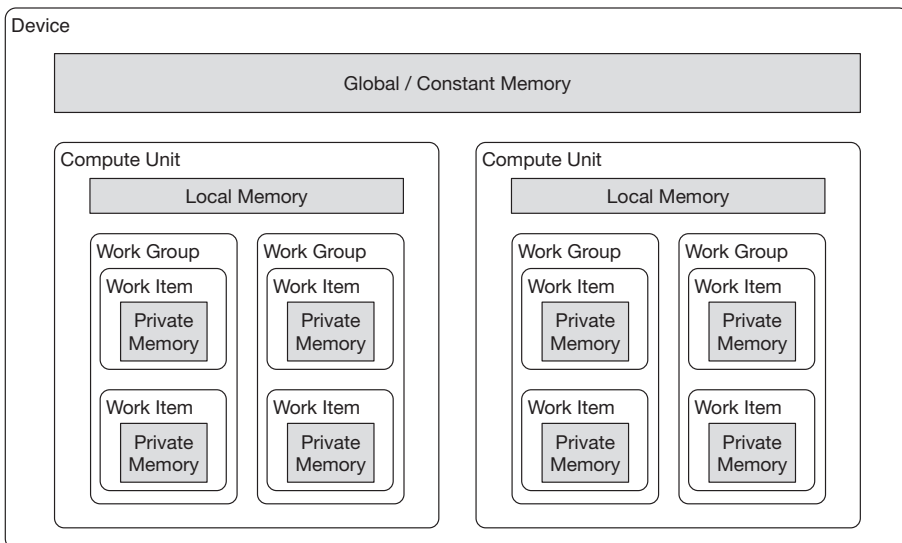 Device
Global / Constant Memory
Compute Unit
Local Memory
Work Group
Work Item
Private
Memory
Work Item
Private
Memory
Work Group
Work Item
Private
Memory
Work Item
Private
Memory
Compute Unit
Local Memory
Work Group
Work Item
Private
Memory
Work Item
Private
Memory
Work Group
Work Item
Private
Memory
Work Item
Private
Memory